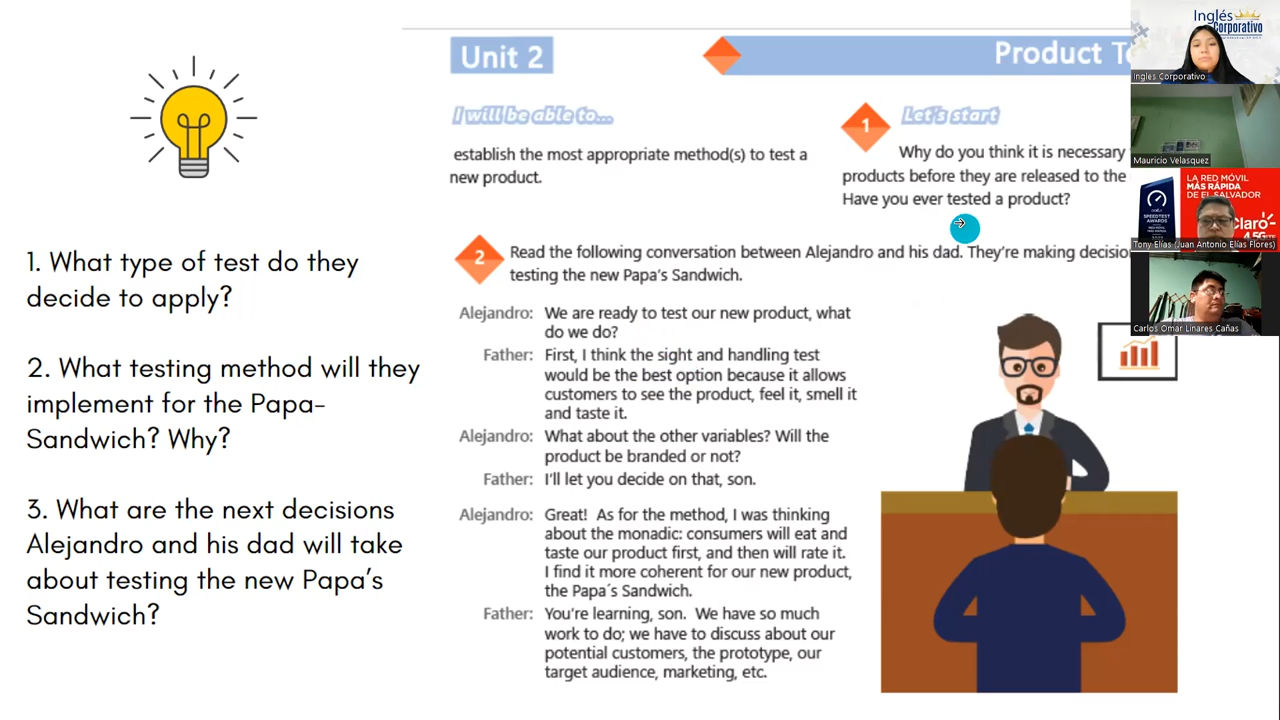 1. What type of test do they
decide to apply?
2. What testing method will they
implement for the Papa-
Sandwich? Why?
3. What are the next decisions
Alejandro and his dad will take
about testing the new Papa's
Sandwich?
Unit 2
Product T
I will be able to...
establish the most appropriate method(s) to test a
new product.
1
Let's start
Why do you think it is necessary
products before they are released to the
Have you ever tested a product?
2
Read the following conversation between Alejandro and his dad. They're making decisio
testing the new Papa's Sandwich.
Alejandro: We are ready to test our new product, what
do we do?
Father: First, I think the sight and handling test
would be the best option because it allows
customers to see the product, feel it, smell it
and taste it.
Alejandro: What about the other variables? Will the
product be branded or not?
Father: I'll let you decide on that, son.
Alejandro: Great! As for the method, I was thinking
about the monadic: consumers will eat and
taste our product first, and then will rate it.
I find it more coherent for our new product,
the Papa´s Sandwich.
Father: You're learning, son. We have so much
work to do; we have to discuss about our
potential customers, the prototype, our
target audience, marketing, etc.
Inglés
Corporativo
Ingles Corporativo
Mauricio Velasquez
SPEEDTEST
AWARDS
LA RED MÓVIL
MÁS RÁPIDA
DE EL SALVADOR
Claro
4.5G
Tony Elías (Juan Antonio Elías Flores)
Carlos Omar Linares Cañas